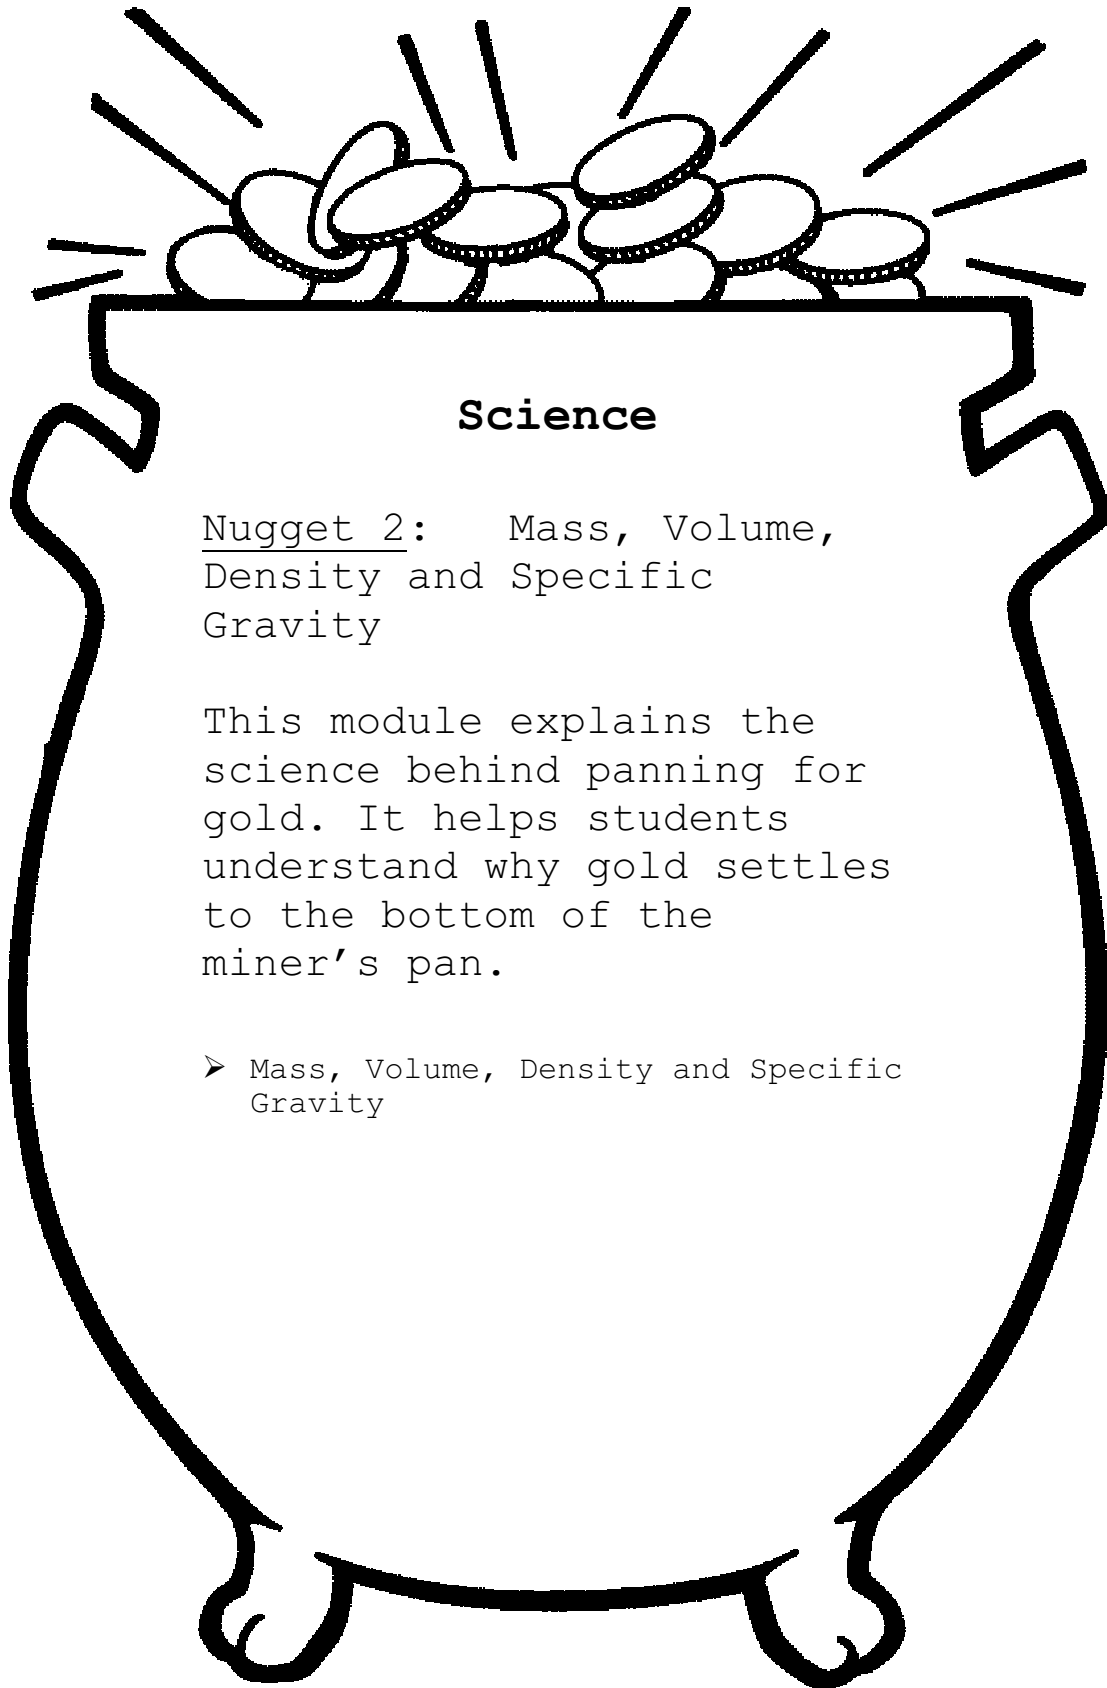 Science
Nugget 2:   Mass, Volume,
Density and Specific
Gravity
This module explains the
science behind panning for
gold. It helps students
understand why gold settles
to the bottom of the
miner’s pan.
➢ Mass, Volume, Density and Specific
Gravity